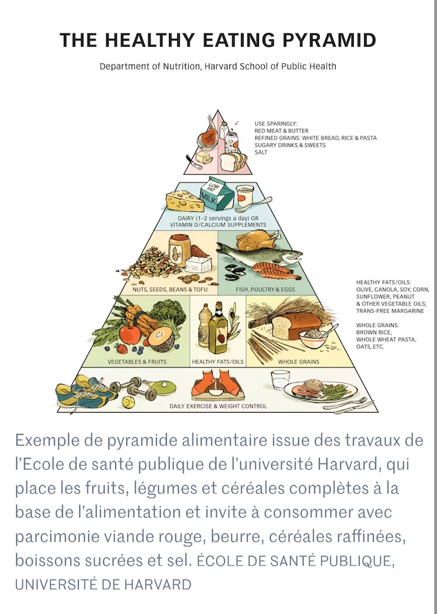 THE HEALTHY EATING PYRAMID
Department of Nutrition, Harvard School of Public Health
USE SPARINGLY:
RED MEAT & BUTTER
REFINED GRAINS: WHITE BREAD, RICE & PASTA
SUGARY DRINKS & SWEETS
SALT
LOW FAT
MILK
DAIRY (1–2 servings a day) OR
VITAMIN D/CALCIUM SUPPLEMENTS
NUTS, SEEDS, BEANS & TOFU
FISH, POULTRY & EGGS
HEALTHY FATS/OILS:
OLIVE, CANOLA, SOY, CORN,
SUNFLOWER, PEANUT
& OTHER VEGETABLE OILS;
TRANS-FREE MARGARINE
WHOLE GRAINS:
BROWN RICE,
WHOLE WHEAT PASTA,
OATS, ETC.
VEGETABLES & FRUITS
HEALTHY FATS/OILS
WHOLE GRAINS
DAILY EXERCISE & WEIGHT CONTROL
Exemple de pyramide alimentaire issue des travaux de
l’Ecole de santé publique de l’université Harvard, qui
place les fruits, légumes et céréales complètes à la
base de l’alimentation et invite à consommer avec
parcimonie viande rouge, beurre, céréales raffinées,
boissons sucrées et sel. ÉCOLE DE SANTÉ PUBLIQUE,
UNIVERSITÉ DE HARVARD